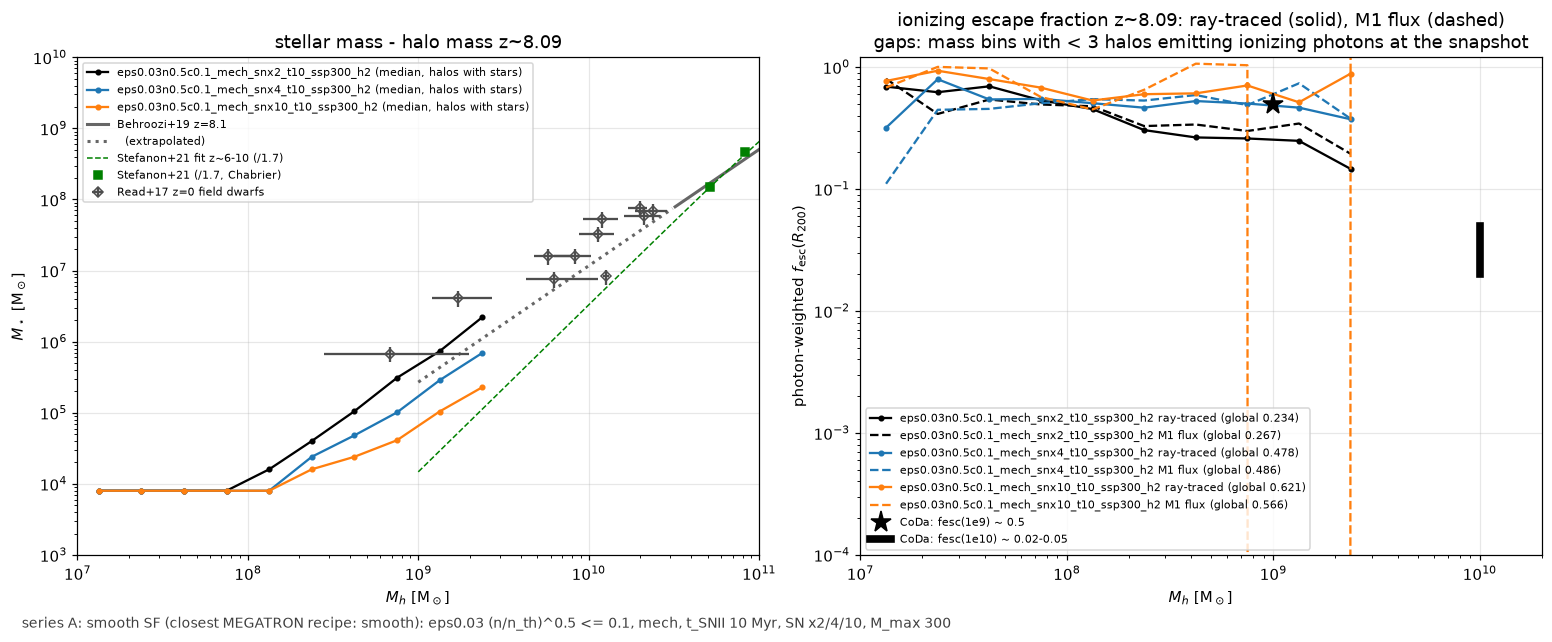 stellar mass - halo mass z~8.09
10^10
10^9
10^8
10^7
10^6
10^5
10^4
10^3
M⋆ [M⊙]
eps0.03n0.5c0.1_mech_snx2_t10_ssp300_h2 (median, halos with stars)
eps0.03n0.5c0.1_mech_snx4_t10_ssp300_h2 (median, halos with stars)
eps0.03n0.5c0.1_mech_snx10_t10_ssp300_h2 (median, halos with stars)
Behroozi+19 z=8.1
(extrapolated)
Stefanon+21 fit z~6-10 (/1.7)
Stefanon+21 (/1.7, Chabrier)
Read+17 z=0 field dwarfs
10^7
10^8
10^9
10^10
10^11
M_h [M⊙]
ionizing escape fraction z~8.09: ray-traced (solid), M1 flux (dashed)
gaps: mass bins with < 3 halos emitting ionizing photons at the snapshot
10^0
10^−1
10^−2
10^−3
10^−4
photon-weighted f_esc(R_200)
eps0.03n0.5c0.1_mech_snx2_t10_ssp300_h2 ray-traced (global 0.234)
eps0.03n0.5c0.1_mech_snx2_t10_ssp300_h2 M1 flux (global 0.267)
eps0.03n0.5c0.1_mech_snx4_t10_ssp300_h2 ray-traced (global 0.478)
eps0.03n0.5c0.1_mech_snx4_t10_ssp300_h2 M1 flux (global 0.486)
eps0.03n0.5c0.1_mech_snx10_t10_ssp300_h2 ray-traced (global 0.621)
eps0.03n0.5c0.1_mech_snx10_t10_ssp300_h2 M1 flux (global 0.566)
CoDa: fesc(1e9) ~ 0.5
CoDa: fesc(1e10) ~ 0.02-0.05
10^7
10^8
10^9
10^10
M_h [M⊙]
series A: smooth SF (closest MEGATRON recipe: smooth): eps0.03 (n/n_th)^0.5 <= 0.1, mech, t_SNII 10 Myr, SN x2/4/10, M_max 300